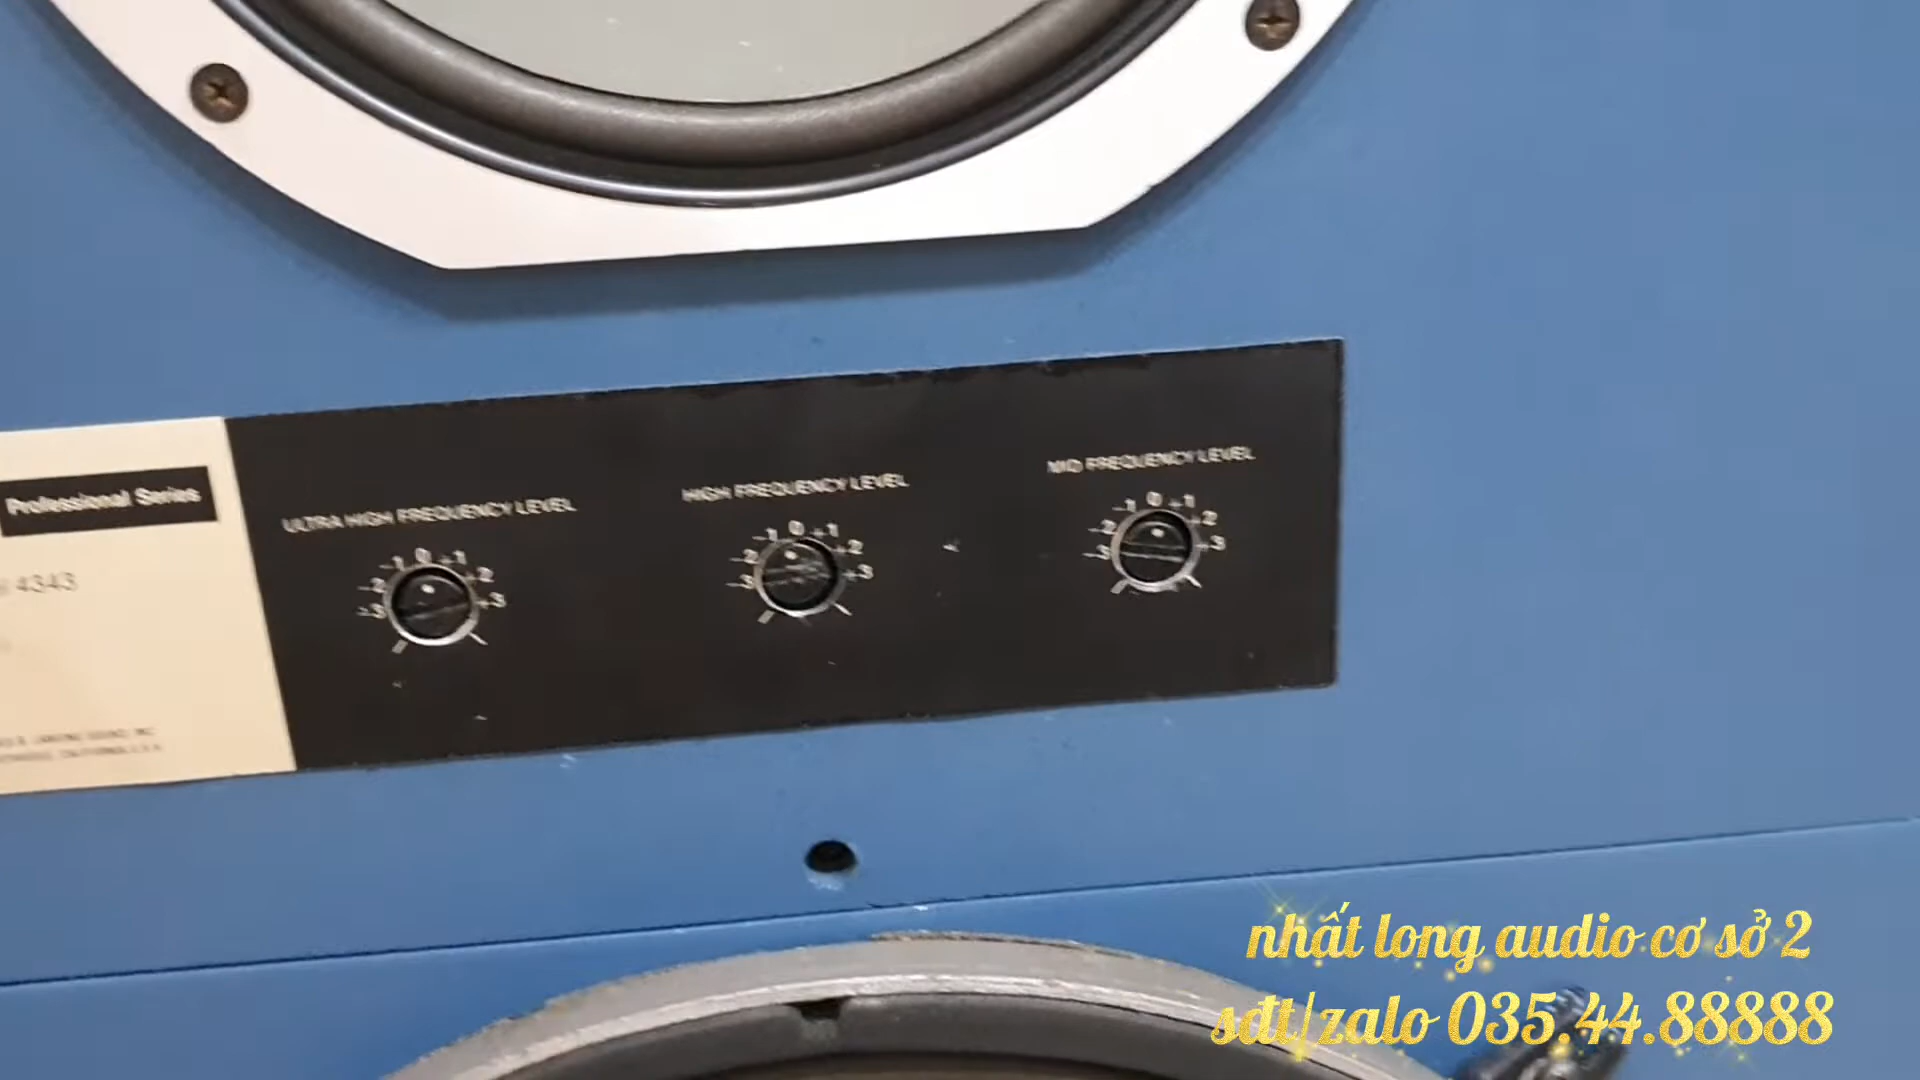 Professional Series
4343
ULTRA HIGH FREQUENCY LEVEL
-3 -2 -1 0 +1 +2 +3
HIGH FREQUENCY LEVEL
-3 -2 -1 0 +1 +2 +3
MID FREQUENCY LEVEL
-3 -2 -1 0 +1 +2 +3
nhất long audio cơ sở 2
sđt/zalo 035.44.88888